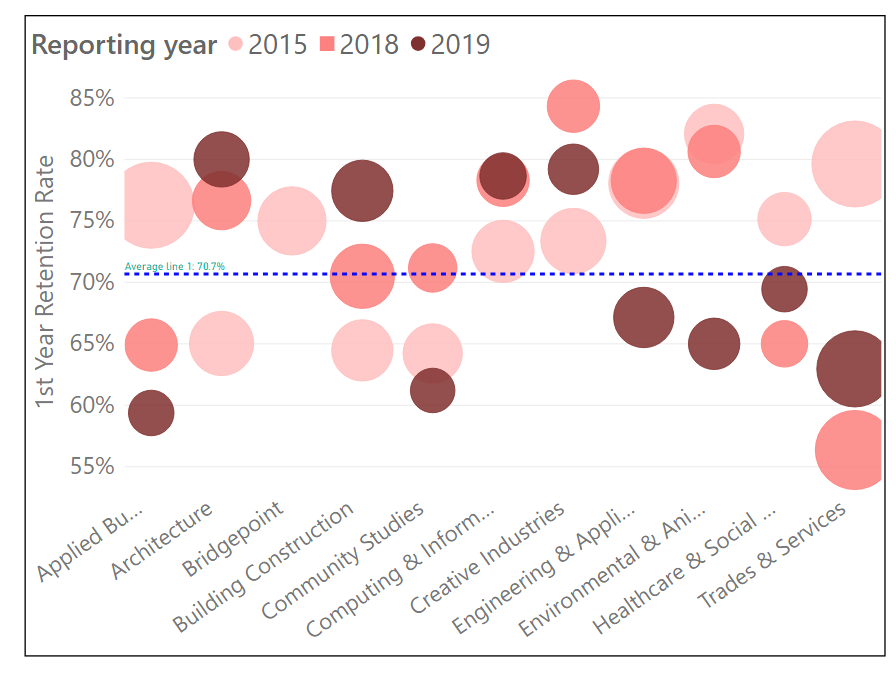 Reporting year 2015 2018 2019
85%
80%
75%
Average line 1: 70.7%
70%
65%
60%
55%
1st Year Retention Rate
Applied Bu...
Architecture
Bridgepoint
Building Construction
Community Studies
Computing & Inform...
Creative Industries
Engineering & Appli...
Environmental & Ani...
Healthcare & Social ...
Trades & Services